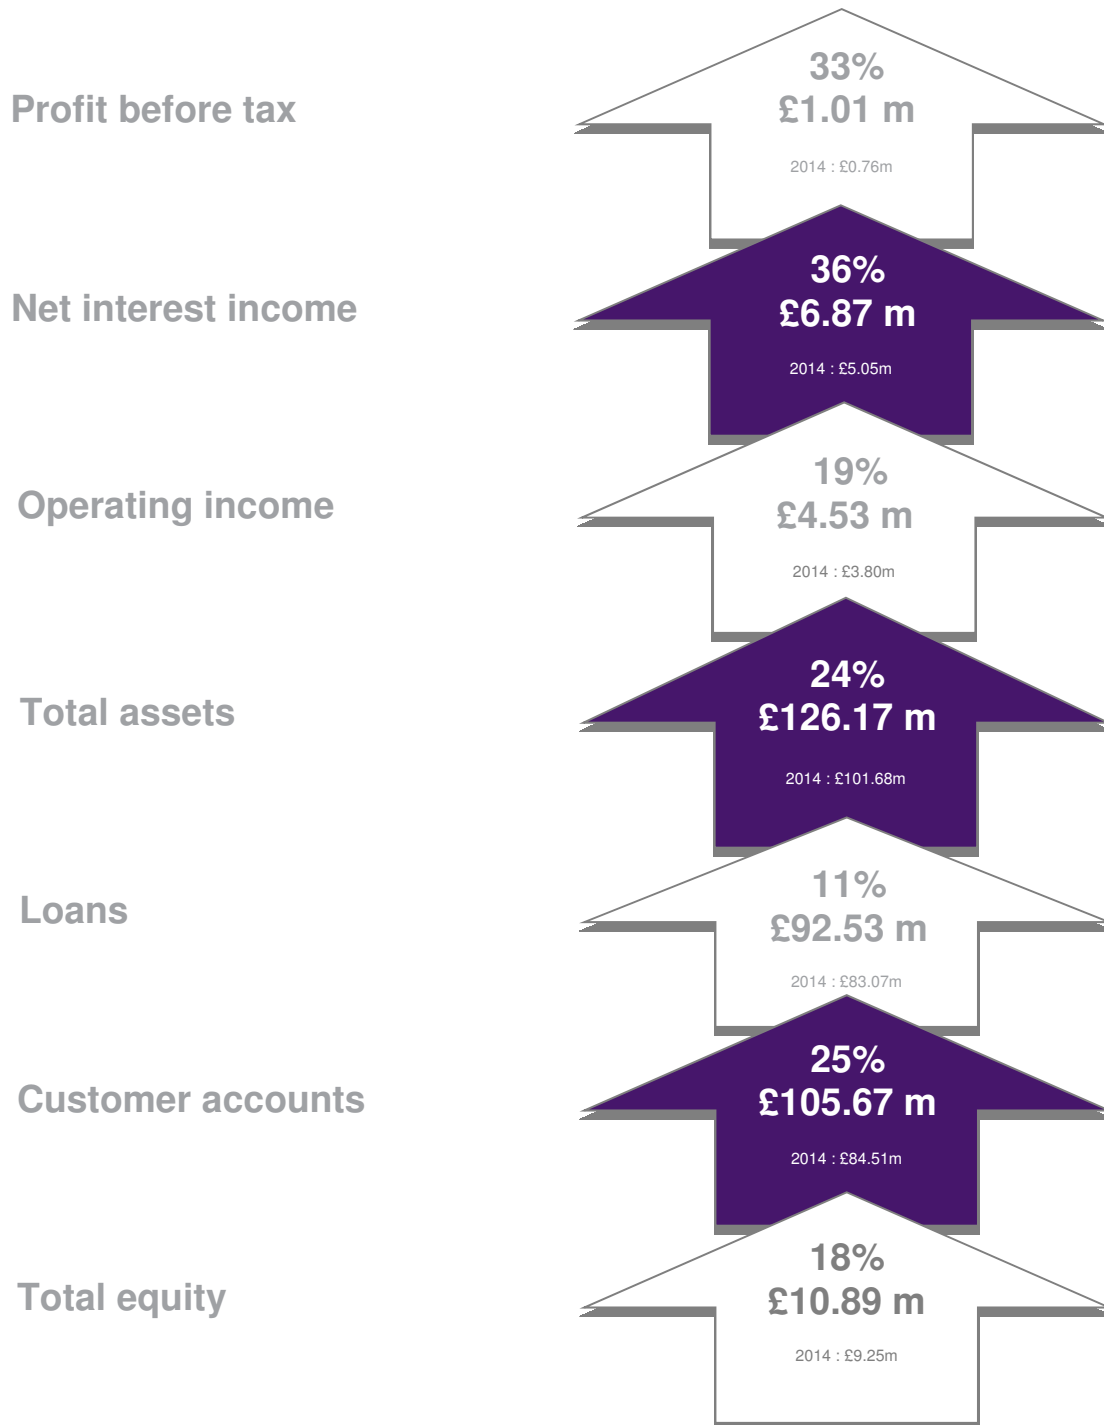 Profit before tax
33%
£1.01 m
2014 : £0.76m
Net interest income
36%
£6.87 m
2014 : £5.05m
Operating income
19%
£4.53 m
2014 : £3.80m
Total assets
24%
£126.17 m
2014 : £101.68m
Loans
11%
£92.53 m
2014 : £83.07m
Customer accounts
25%
£105.67 m
2014 : £84.51m
Total equity
18%
£10.89 m
2014 : £9.25m